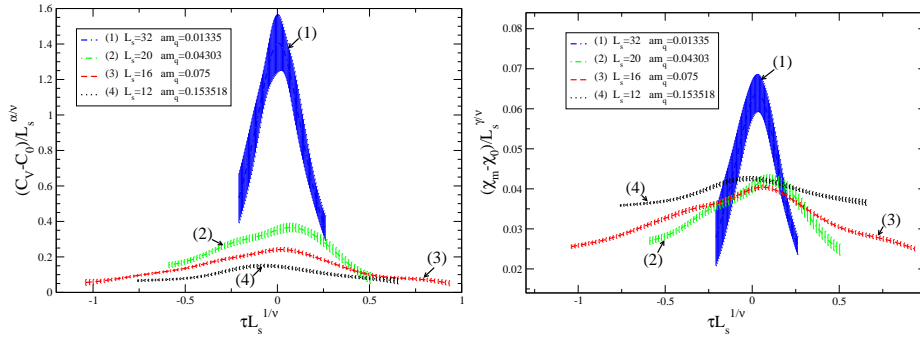 1.6
1.4
1.2
1
0.8
0.6
0.4
0.2
0
-1
-0.5
0
0.5
1
(C_V-C_0)/L_s^{α/ν}
τL_s^{1/ν}
(1) L_s=32 am_q=0.01335
(2) L_s=20 am_q=0.04303
(3) L_s=16 am_q=0.075
(4) L_s=12 am_q=0.153518
(1)
(2)
(3)
(4)
0.08
0.07
0.06
0.05
0.04
0.03
0.02
-1
-0.5
0
0.5
(χ_m-χ_0)/L_s^{γ/ν}
τL_s^{1/ν}
(1) L_s=32 am_q=0.01335
(2) L_s=20 am_q=0.04303
(3) L_s=16 am_q=0.075
(4) L_s=12 am_q=0.153518
(1)
(4)
(3)
(2)